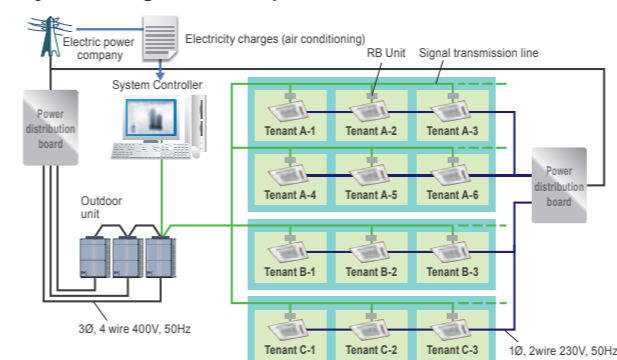 Electric power
company
Electricity charges (air conditioning)
RB Unit
Signal transmission line
System Controller
Power
distribution
board
Tenant A-1
Tenant A-2
Tenant A-3
Tenant A-4
Tenant A-5
Tenant A-6
Power
distribution
board
Outdoor
unit
Tenant B-1
Tenant B-2
Tenant B-3
3Ø, 4 wire 400V, 50Hz
Tenant C-1
Tenant C-2
Tenant C-3
1Ø, 2wire 230V, 50Hz